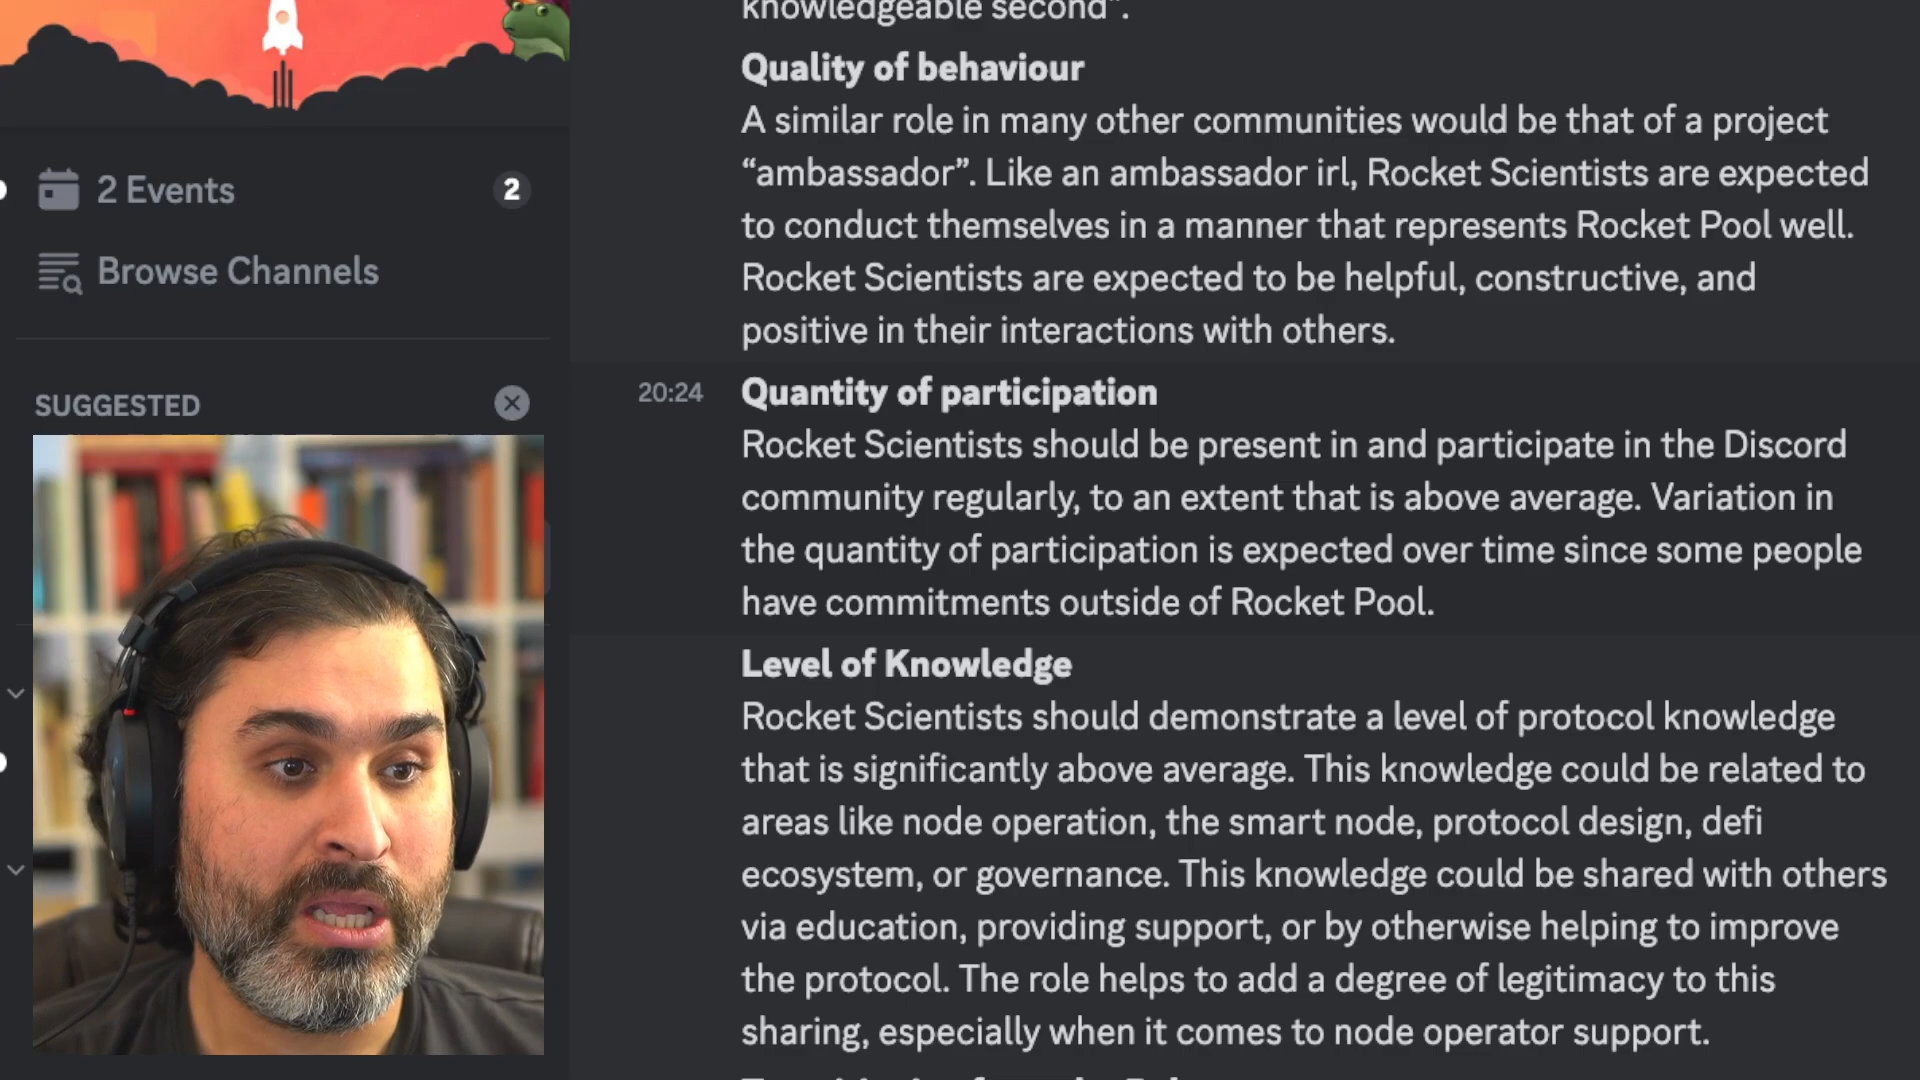 knowledgeable second".
Quality of behaviour
A similar role in many other communities would be that of a project
“ambassador”. Like an ambassador irl, Rocket Scientists are expected
to conduct themselves in a manner that represents Rocket Pool well.
Rocket Scientists are expected to be helpful, constructive, and
positive in their interactions with others.
20:24
Quantity of participation
Rocket Scientists should be present in and participate in the Discord
community regularly, to an extent that is above average. Variation in
the quantity of participation is expected over time since some people
have commitments outside of Rocket Pool.
Level of Knowledge
Rocket Scientists should demonstrate a level of protocol knowledge
that is significantly above average. This knowledge could be related to
areas like node operation, the smart node, protocol design, defi
ecosystem, or governance. This knowledge could be shared with others
via education, providing support, or by otherwise helping to improve
the protocol. The role helps to add a degree of legitimacy to this
sharing, especially when it comes to node operator support.
2 Events
2
Browse Channels
SUGGESTED